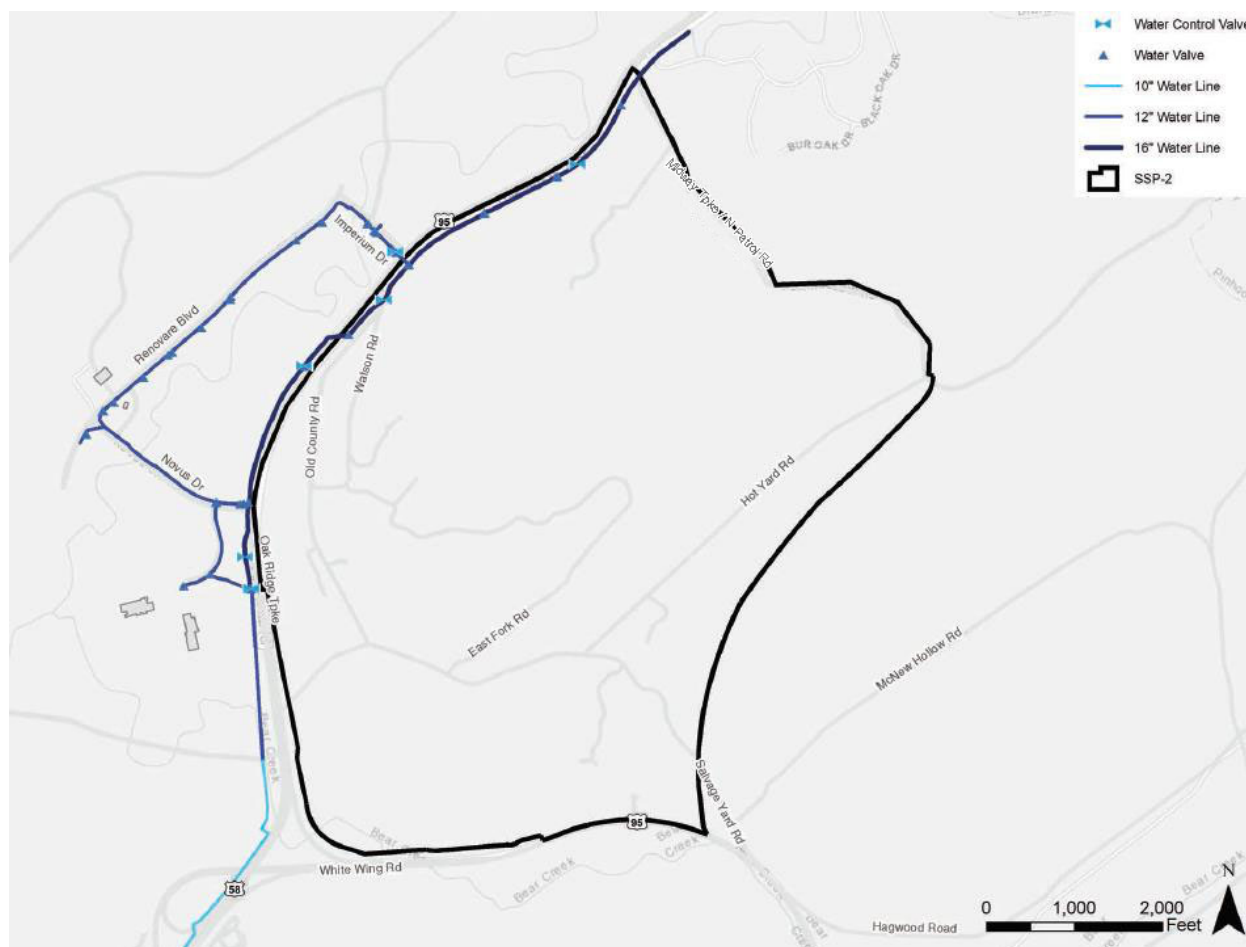 Water Control Valve
Water Valve
10" Water Line
12" Water Line
16" Water Line
SSP-2
BUR OAK DR
BLACK OAK DR
95
Imperium Dr
Renovare Blvd
Watson Rd
Old County Rd
Novus Dr
Hot Yard Rd
Oak Ridge Tpke
East Fork Rd
McNew Hollow Rd
Bear Creek
Salvage Yard Rd
95
White Wing Rd
Bear Creek
58
Hagwood Road
Bear Creek
0 1,000 2,000
Feet
N